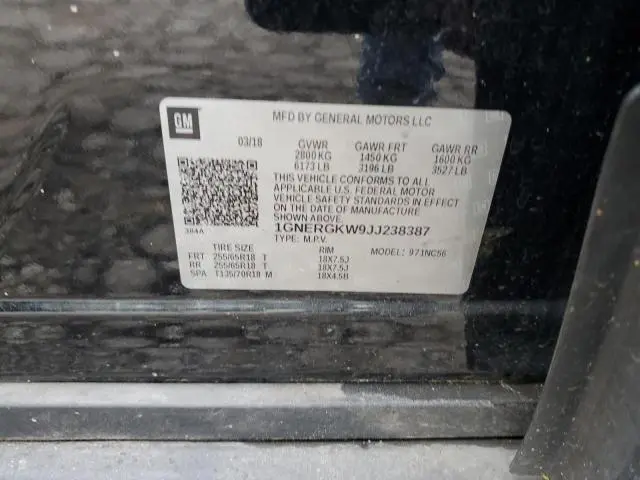 GM
MFD BY GENERAL MOTORS LLC
03/18 GVWR GAWR FRT GAWR RR
2800 KG 1450 KG 1600 KG
6173 LB 3196 LB 3527 LB
THIS VEHICLE CONFORMS TO ALL
APPLICABLE U.S. FEDERAL MOTOR
VEHICLE SAFETY STANDARDS IN EFFECT
ON THE DATE OF MANUFACTURE
SHOWN ABOVE.
384A
1GNERGKW9JJ238387
TYPE: M.P.V. MODEL: 971NC56
TIRE SIZE RIM
FRT 255/65R18 T 18X7.5J
RR 255/65R18 T 18X7.5J
SPA T135/70R18 M 18X4.5B